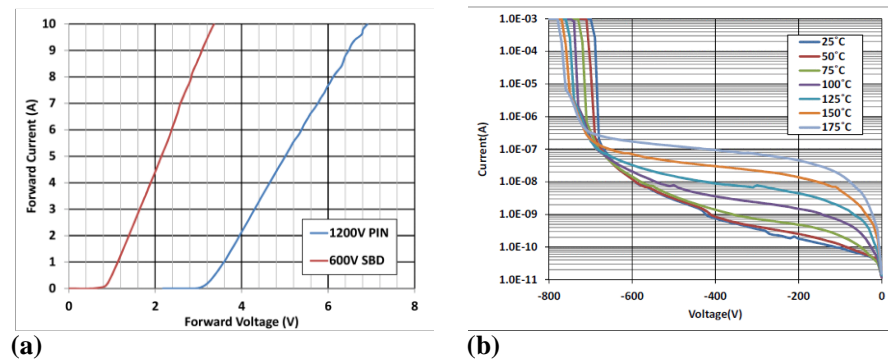 10
9
8
7
6
5
4
3
2
1
0
Forward Current (A)
0 2 4 6 8
Forward Voltage (V)
1200V PIN
600V SBD
(a)
1.0E-03
1.0E-04
1.0E-05
1.0E-06
1.0E-07
1.0E-08
1.0E-09
1.0E-10
1.0E-11
Current(A)
-800 -600 -400 -200 0
Voltage(V)
25˚C
50˚C
75˚C
100˚C
125˚C
150˚C
175˚C
(b)